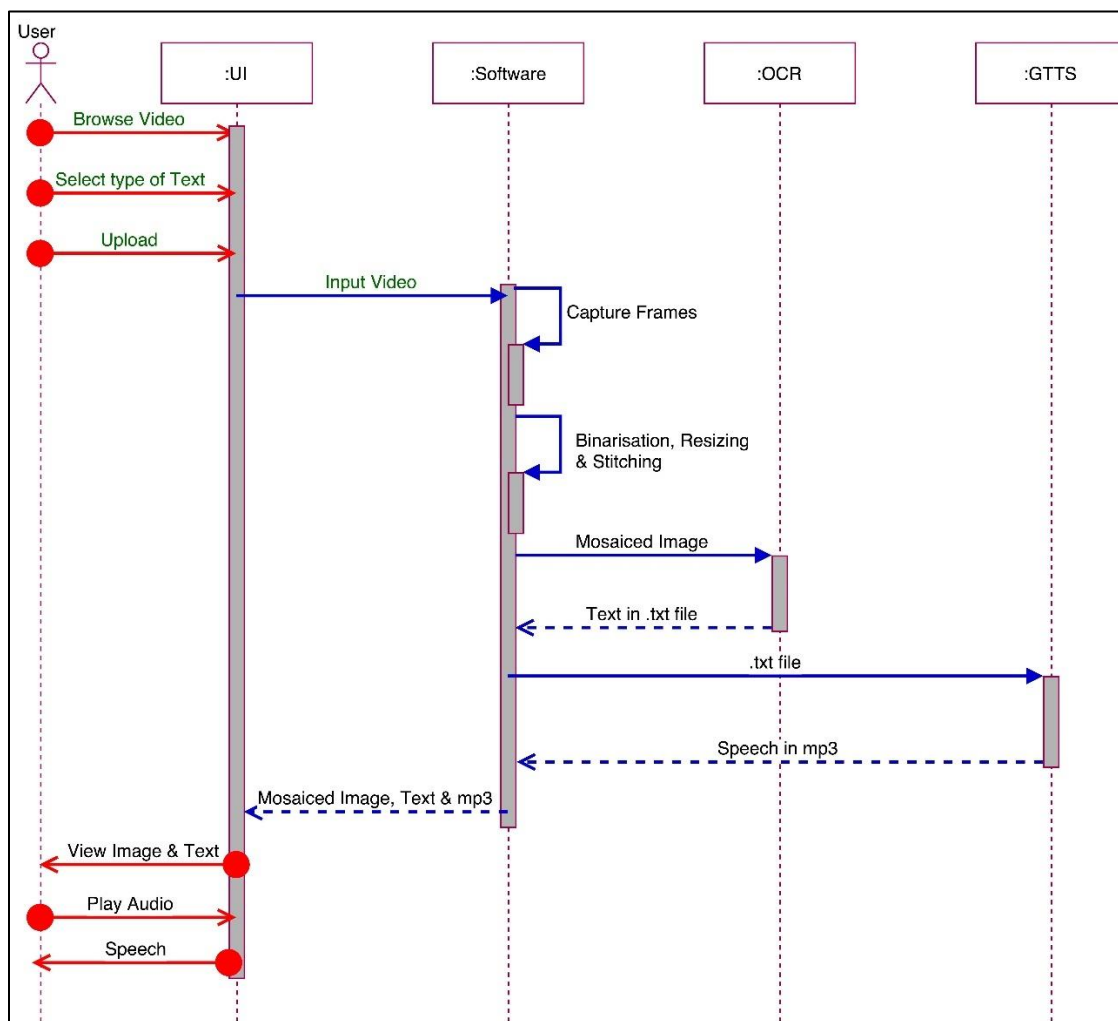 User
:UI
:Software
:OCR
:GTTS
Browse Video
Select type of Text
Upload
Input Video
Capture Frames
Binarisation, Resizing
& Stitching
Mosaiced Image
Text in .txt file
.txt file
Speech in mp3
Mosaiced Image, Text & mp3
View Image & Text
Play Audio
Speech